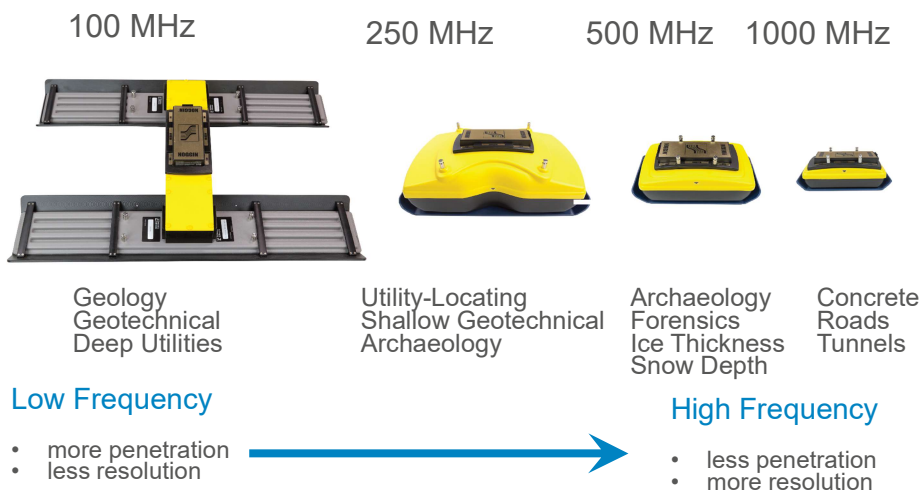 100 MHz
250 MHz
500 MHz
1000 MHz
NOGGIN
NOGGIN
Geology
Geotechnical
Deep Utilities
Utility-Locating
Shallow Geotechnical
Archaeology
Archaeology
Forensics
Ice Thickness
Snow Depth
Concrete
Roads
Tunnels
Low Frequency
• more penetration
• less resolution
High Frequency
• less penetration
• more resolution